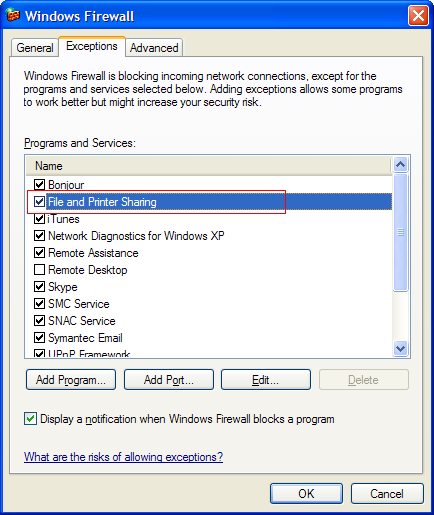 Windows Firewall
General
Exceptions
Advanced
Windows Firewall is blocking incoming network connections, except for the
programs and services selected below. Adding exceptions allows some programs
to work better but might increase your security risk.
Programs and Services:
Name
Bonjour
File and Printer Sharing
iTunes
Network Diagnostics for Windows XP
Remote Assistance
Remote Desktop
Skype
SMC Service
SNAC Service
Symantec Email
UPnP Framework
Add Program...
Add Port...
Edit...
Delete
Display a notification when Windows Firewall blocks a program
What are the risks of allowing exceptions?
OK
Cancel